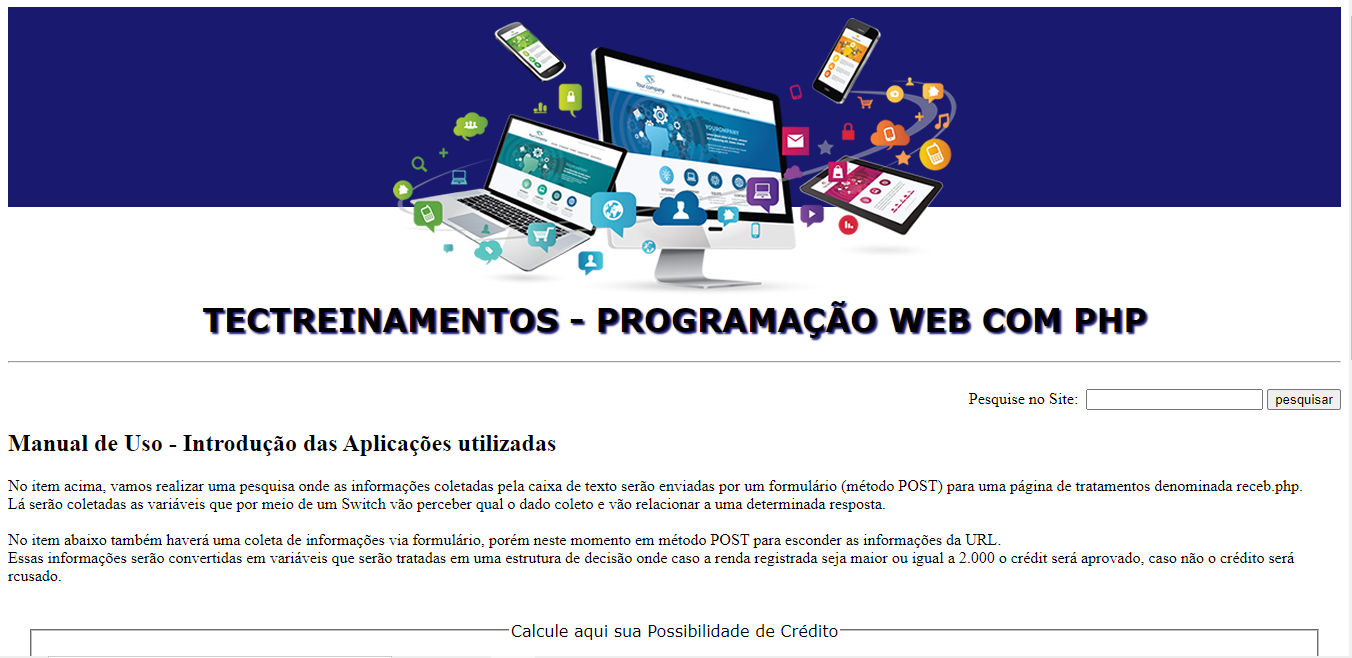 Your company
YOURCOMPANY
TECTREINAMENTOS - PROGRAMAÇÃO WEB COM PHP
Pesquise no Site:
pesquisar
Manual de Uso - Introdução das Aplicações utilizadas
No item acima, vamos realizar uma pesquisa onde as informações coletadas pela caixa de texto serão enviadas por um formulário (método POST) para uma página de tratamentos denominada receb.php.
Lá serão coletadas as variáveis que por meio de um Switch vão perceber qual o dado coleto e vão relacionar a uma determinada resposta.
No item abaixo também haverá uma coleta de informações via formulário, porém neste momento em método POST para esconder as informações da URL.
Essas informações serão convertidas em variáveis que serão tratadas em uma estrutura de decisão onde caso a renda registrada seja maior ou igual a 2.000 o crédit será aprovado, caso não o crédito será
rcusado.
Calcule aqui sua Possibilidade de Crédito